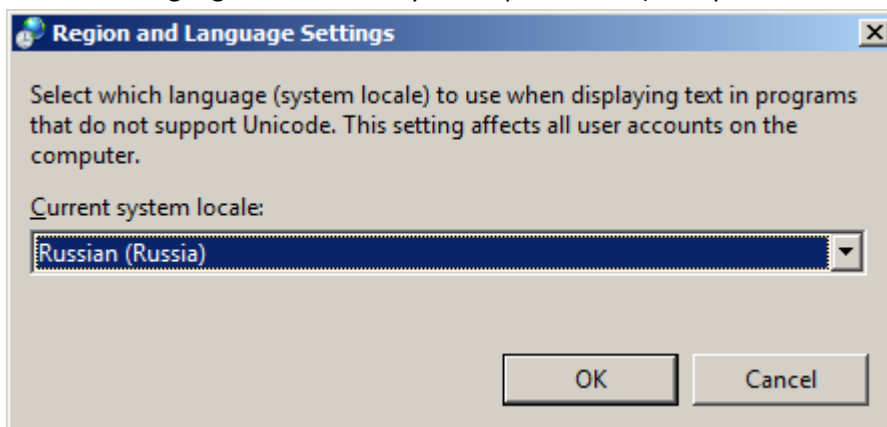 Region and Language Settings
Select which language (system locale) to use when displaying text in programs
that do not support Unicode. This setting affects all user accounts on the
computer.
Current system locale:
Russian (Russia)
OK
Cancel